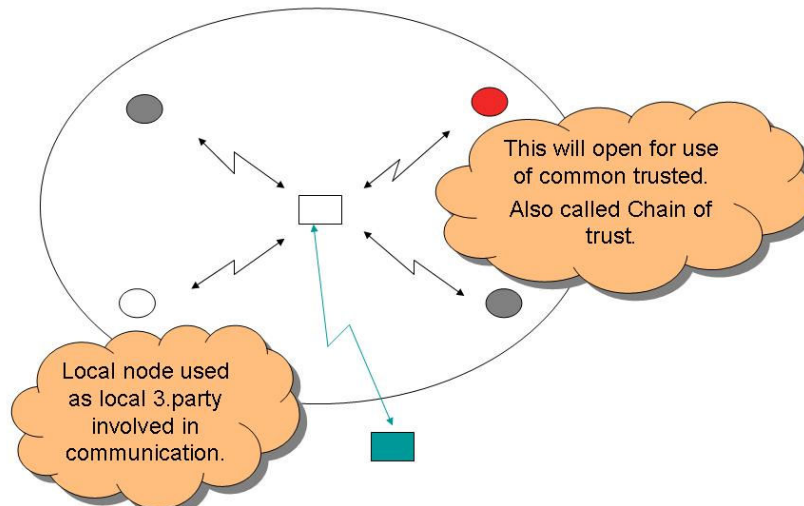 This will open for use
of common trusted.
Also called Chain of
trust.
Local node used
as local 3.party
involved in
communication.